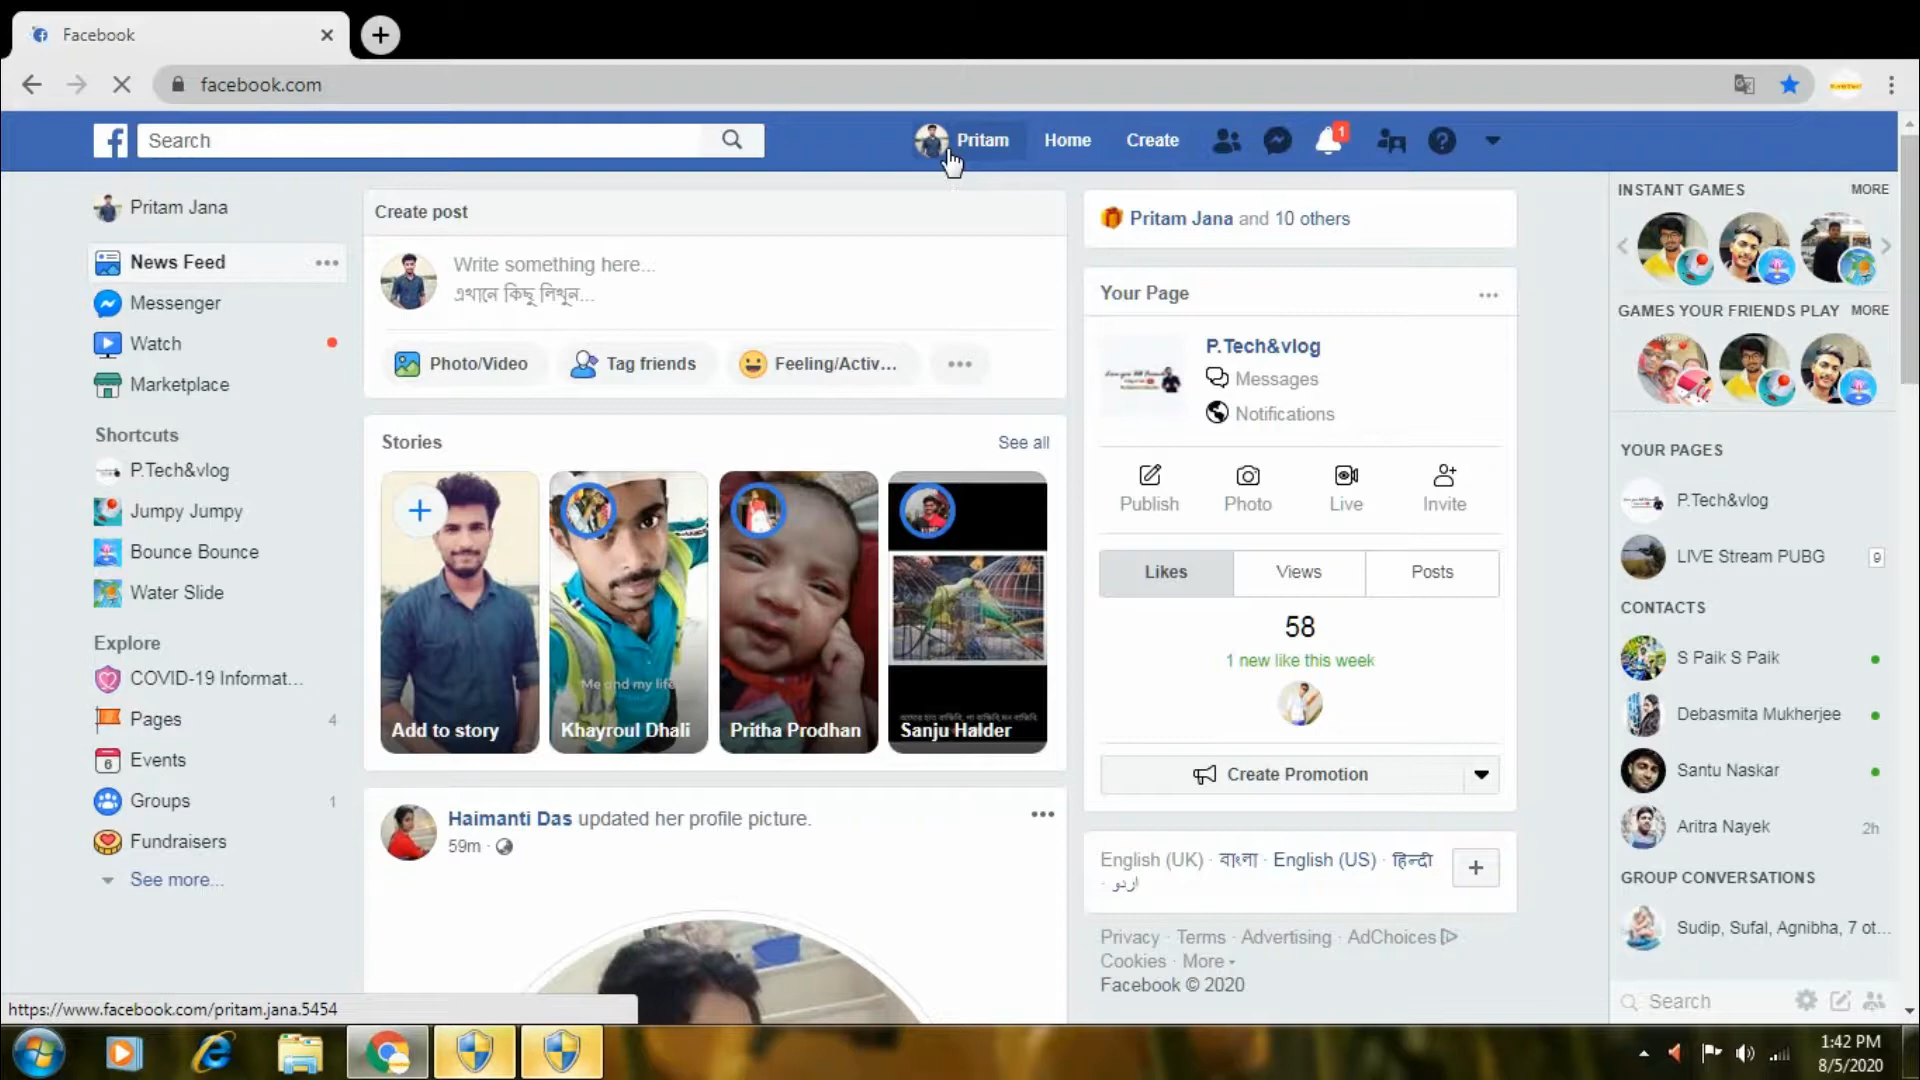 Facebook
facebook.com
Search
Pritam
Home
Create
1
Pritam Jana
News Feed
Messenger
Watch
Marketplace
Shortcuts
P.Tech&vlog
Jumpy Jumpy
Bounce Bounce
Water Slide
Explore
COVID-19 Informat...
Pages 4
6 Events
Groups 1
Fundraisers
See more...
Create post
Write something here...
এখানে কিছু লিখুন...
Photo/Video
Tag friends
Feeling/Activ...
Stories
See all
Add to story
Me and my life
Khayroul Dhali
Pritha Prodhan
Sanju Halder
Haimanti Das updated her profile picture.
59m ·
Pritam Jana and 10 others
Your Page
P.Tech&vlog
Messages
Notifications
Publish
Photo
Live
Invite
Likes
Views
Posts
58
1 new like this week
Create Promotion
English (UK) · বাংলা · English (US) · हिन्दी
· اردو
Privacy · Terms · Advertising · AdChoices
Cookies · More
Facebook © 2020
INSTANT GAMES MORE
GAMES YOUR FRIENDS PLAY MORE
YOUR PAGES
P.Tech&vlog
LIVE Stream PUBG 9
CONTACTS
S Paik S Paik
Debasmita Mukherjee
Santu Naskar
Aritra Nayek 2h
GROUP CONVERSATIONS
Sudip, Sufal, Agnibha, 7 ot...
Search
https://www.facebook.com/pritam.jana.5454
1:42 PM
8/5/2020